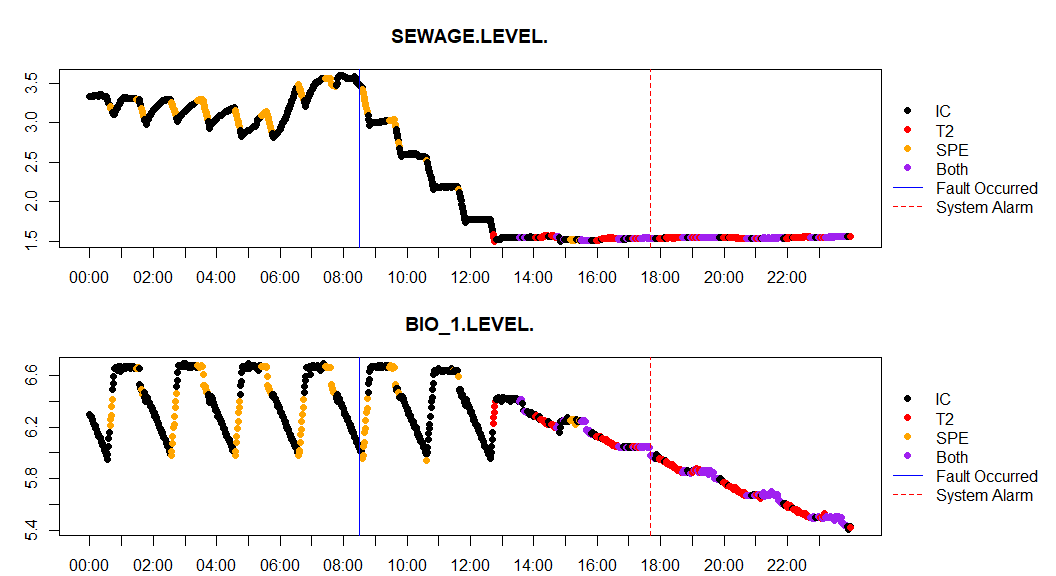 SEWAGE.LEVEL.
3.5
3.0
2.5
2.0
1.5
00:00 02:00 04:00 06:00 08:00 10:00 12:00 14:00 16:00 18:00 20:00 22:00
IC
T2
SPE
Both
Fault Occurred
System Alarm
BIO_1.LEVEL.
6.6
6.2
5.8
5.4
00:00 02:00 04:00 06:00 08:00 10:00 12:00 14:00 16:00 18:00 20:00 22:00
IC
T2
SPE
Both
Fault Occurred
System Alarm